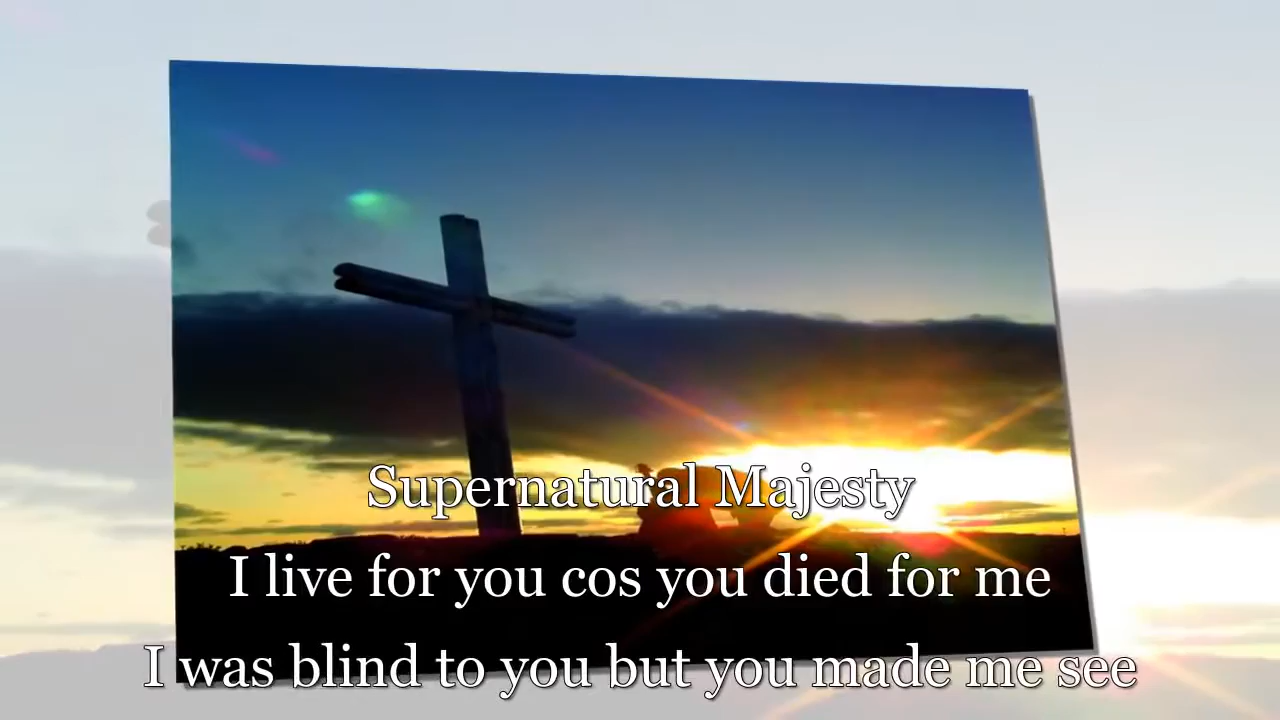 Supernatural Majesty
I live for you cos you died for me
I was blind to you but you made me see